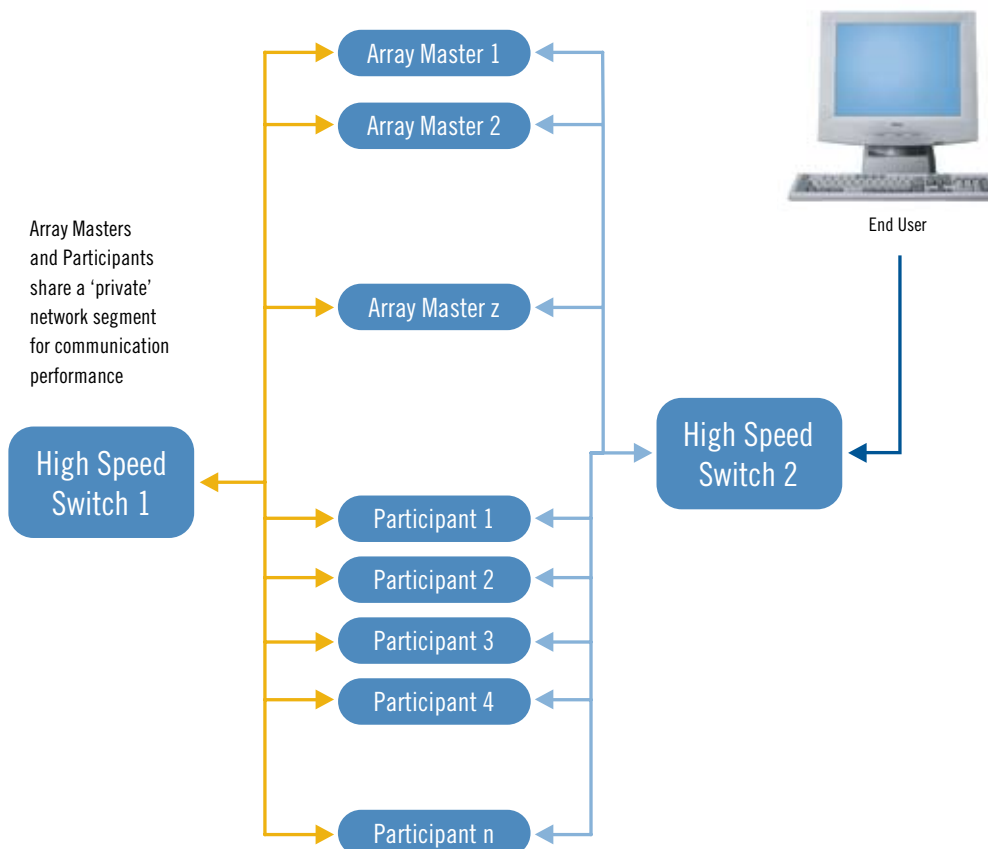 Array Master 1
Array Master 2
End User
Array Masters
and Participants
share a ‘private’
network segment
for communication
performance
Array Master z
High Speed
Switch 1
High Speed
Switch 2
Participant 1
Participant 2
Participant 3
Participant 4
Participant n